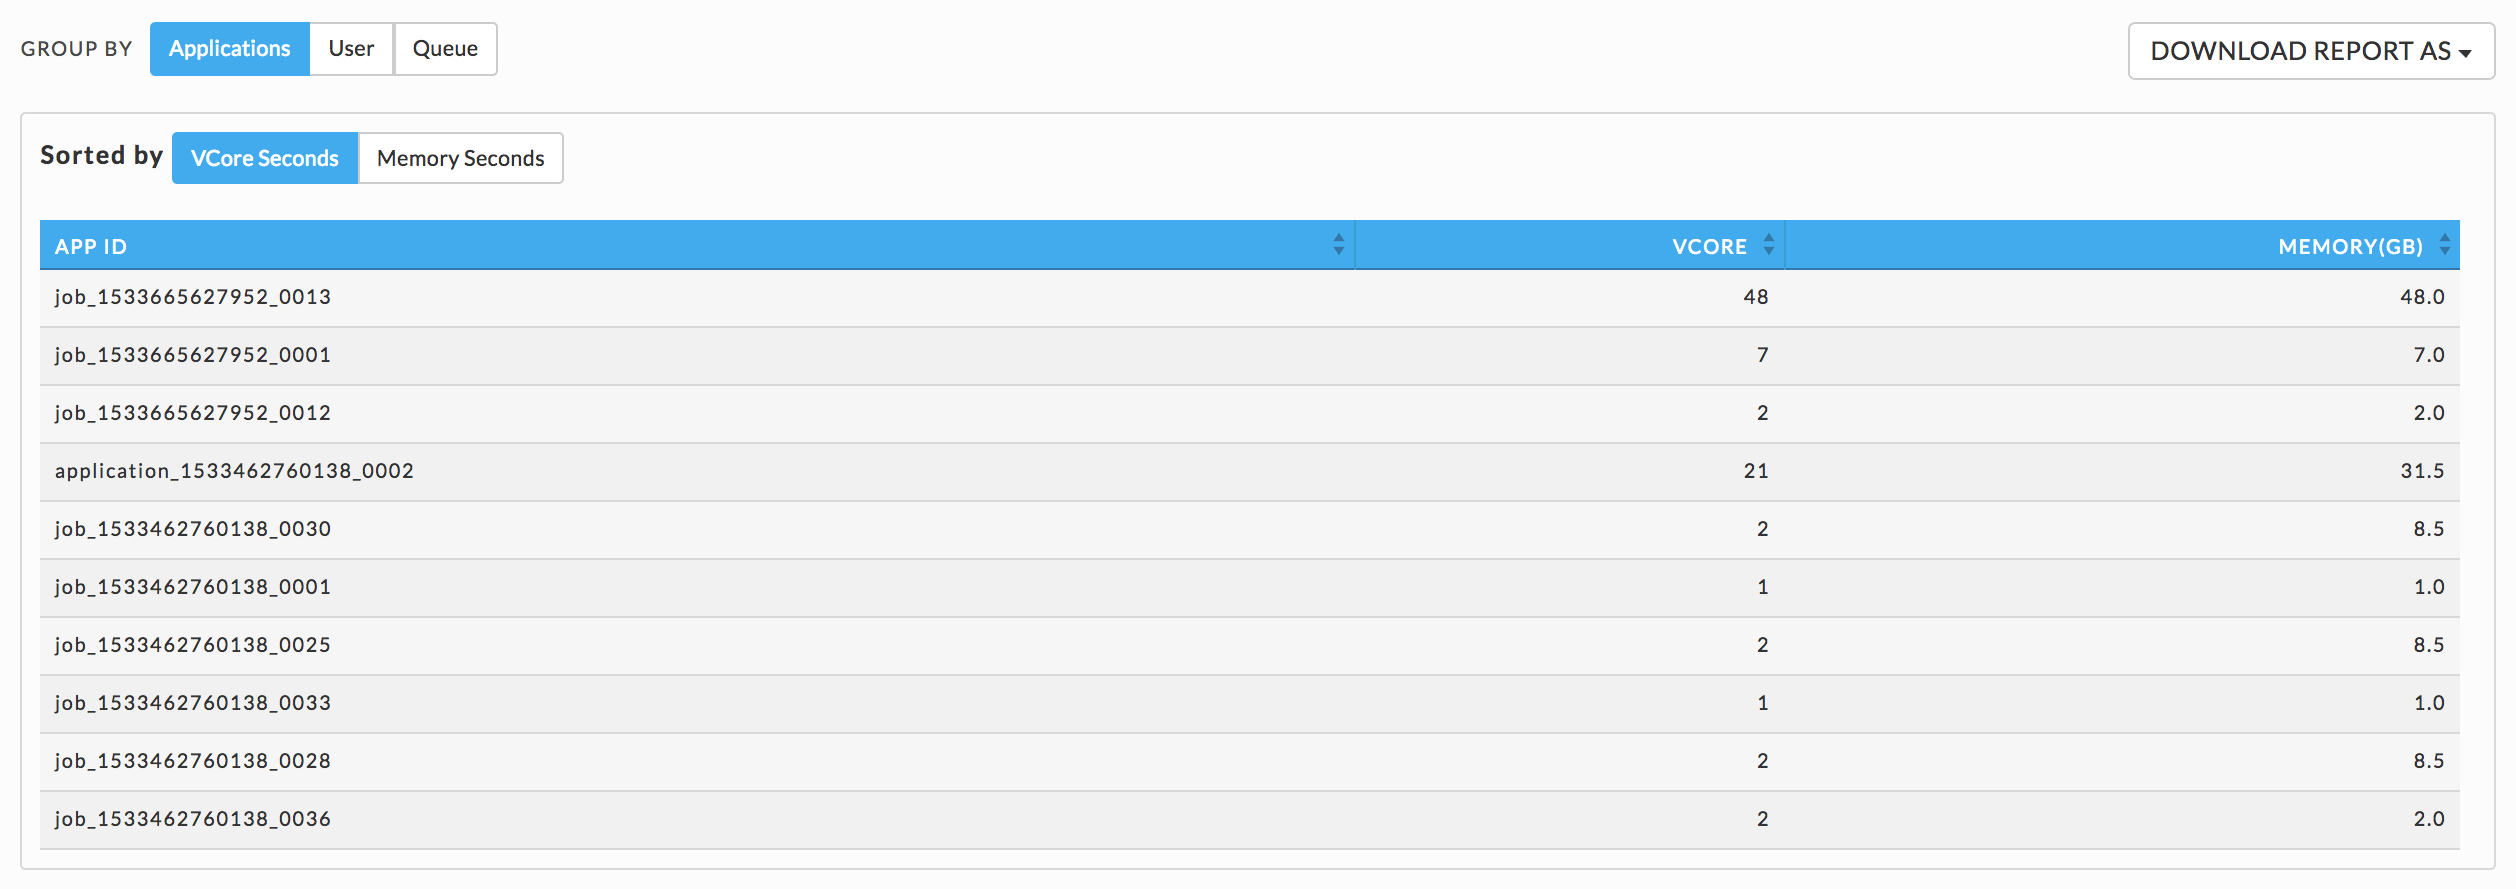 GROUP BY Applications User Queue DOWNLOAD REPORT AS
Sorted by VCore Seconds Memory Seconds
APP ID VCORE MEMORY(GB)
job_1533665627952_0013 48 48.0
job_1533665627952_0001 7 7.0
job_1533665627952_0012 2 2.0
application_1533462760138_0002 21 31.5
job_1533462760138_0030 2 8.5
job_1533462760138_0001 1 1.0
job_1533462760138_0025 2 8.5
job_1533462760138_0033 1 1.0
job_1533462760138_0028 2 8.5
job_1533462760138_0036 2 2.0